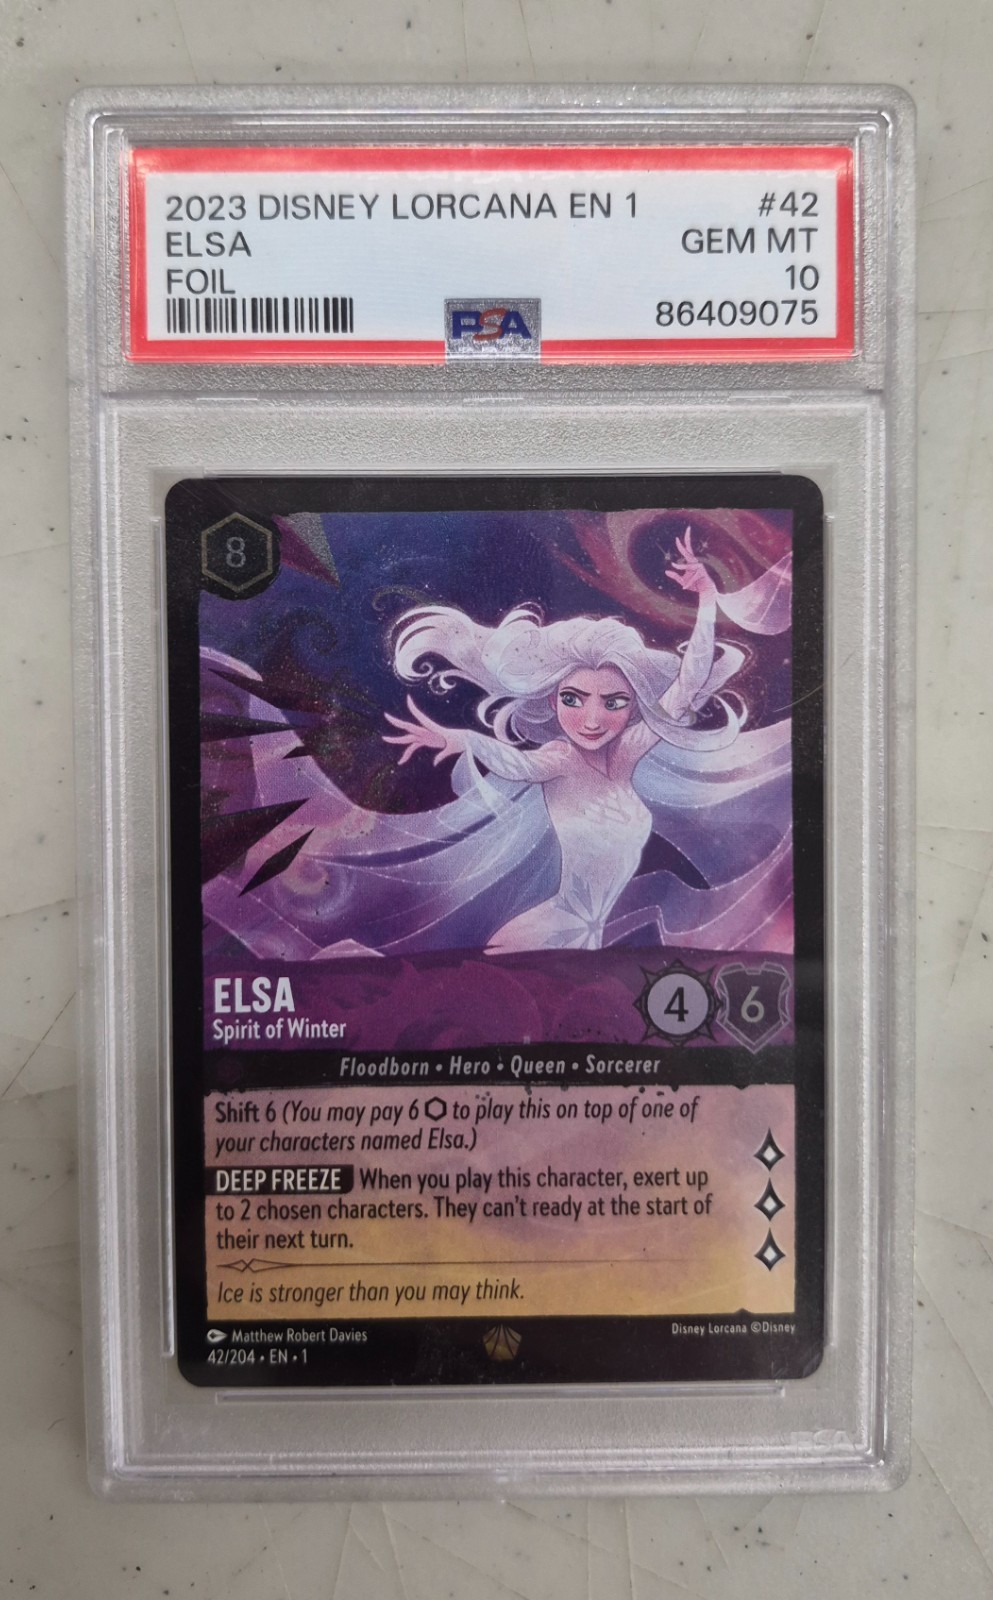 2023 DISNEY LORCANA EN 1 #42
ELSA GEM MT
FOIL 10
86409075
PSA
8
ELSA
Spirit of Winter
4 6
Floodborn • Hero • Queen • Sorcerer
Shift 6 (You may pay 6 ⬡ to play this on top of one of
your characters named Elsa.)
DEEP FREEZE When you play this character, exert up
to 2 chosen characters. They can't ready at the start of
their next turn.
Ice is stronger than you may think.
Matthew Robert Davies Disney Lorcana ©Disney
42/204 • EN • 1
PSA